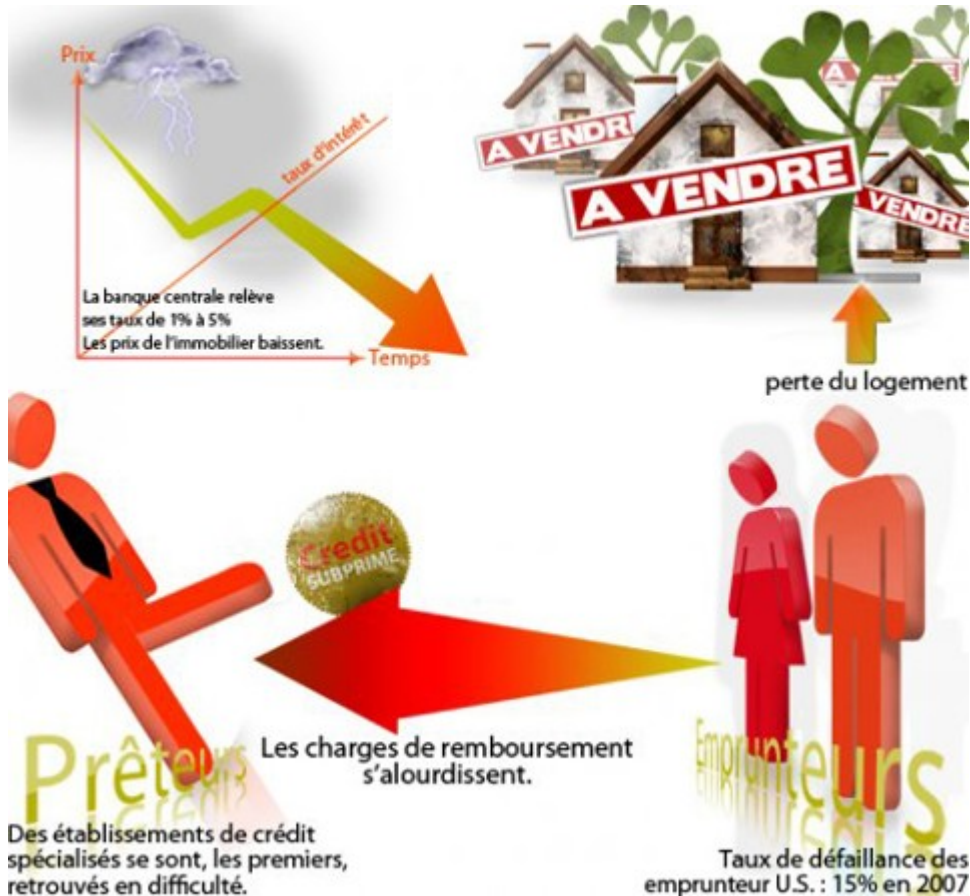 Prix
taux d'intérêt
La banque centrale relève
ses taux de 1% à 5%
Les prix de l'immobilier baissent.
Temps
A VENDRE
A VENDRE
A VENDRE
perte du logement
Credit
SUBPRIME
Les charges de remboursement
s'alourdissent.
Prêteurs
Emprunteurs
Des établissements de crédit
spécialisés se sont, les premiers,
retrouvés en difficulté.
Taux de défaillance des
emprunteur U.S. : 15% en 2007